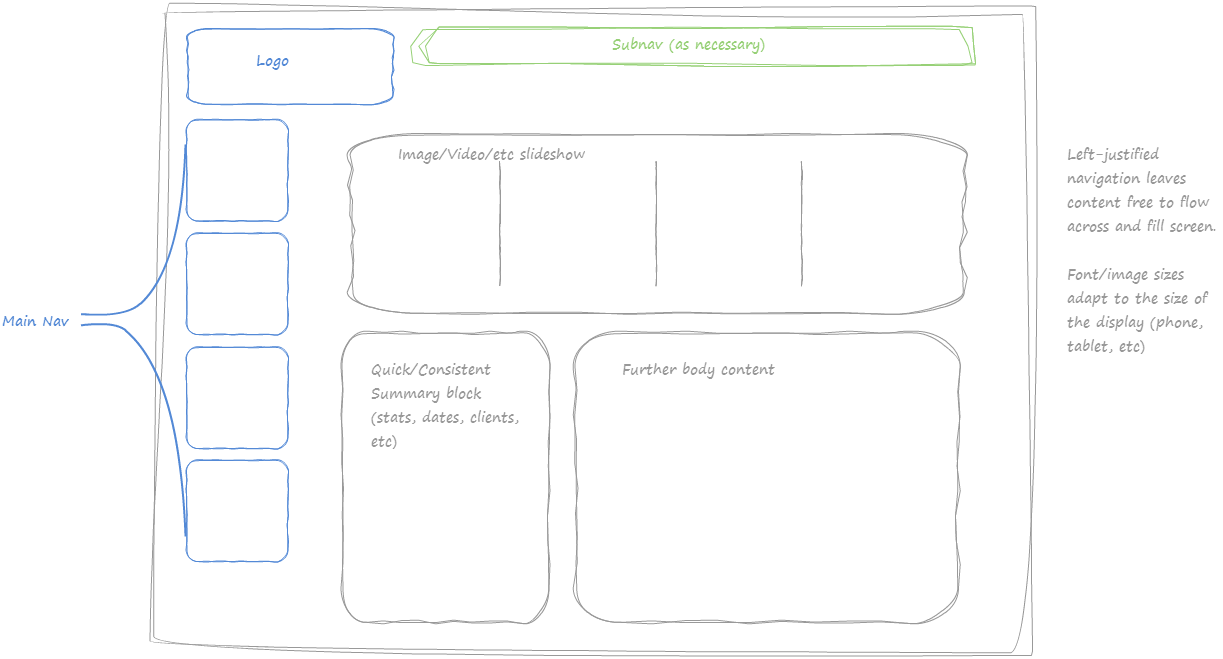 Logo
Subnav (as necessary)
Image/Video/etc slideshow
Left-justified
navigation leaves
content free to flow
across and fill screen.
Font/image sizes
adapt to the size of
the display (phone,
tablet, etc)
Main Nav
Quick/Consistent
Summary block
(stats, dates, clients,
etc)
Further body content